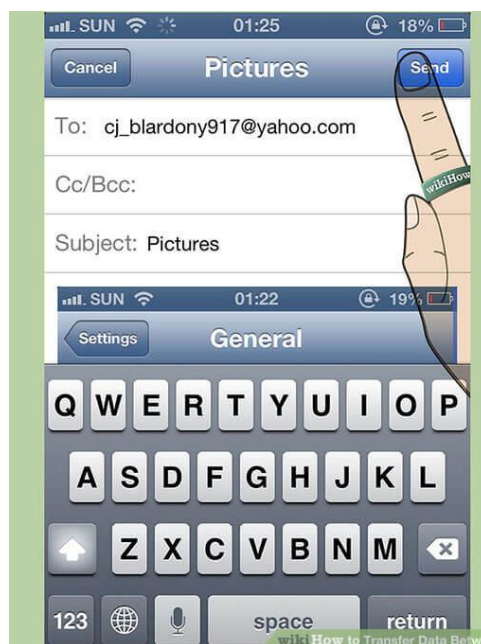 SUN 01:25 18%
Cancel Pictures Send
To: cj_blardony917@yahoo.com
Cc/Bcc:
wikiHow
Subject: Pictures
SUN 01:22 19%
Settings General
Q W E R T Y U I O P
A S D F G H J K L
Z X C V B N M
123 space return
wikiHow to Transfer Data Betw